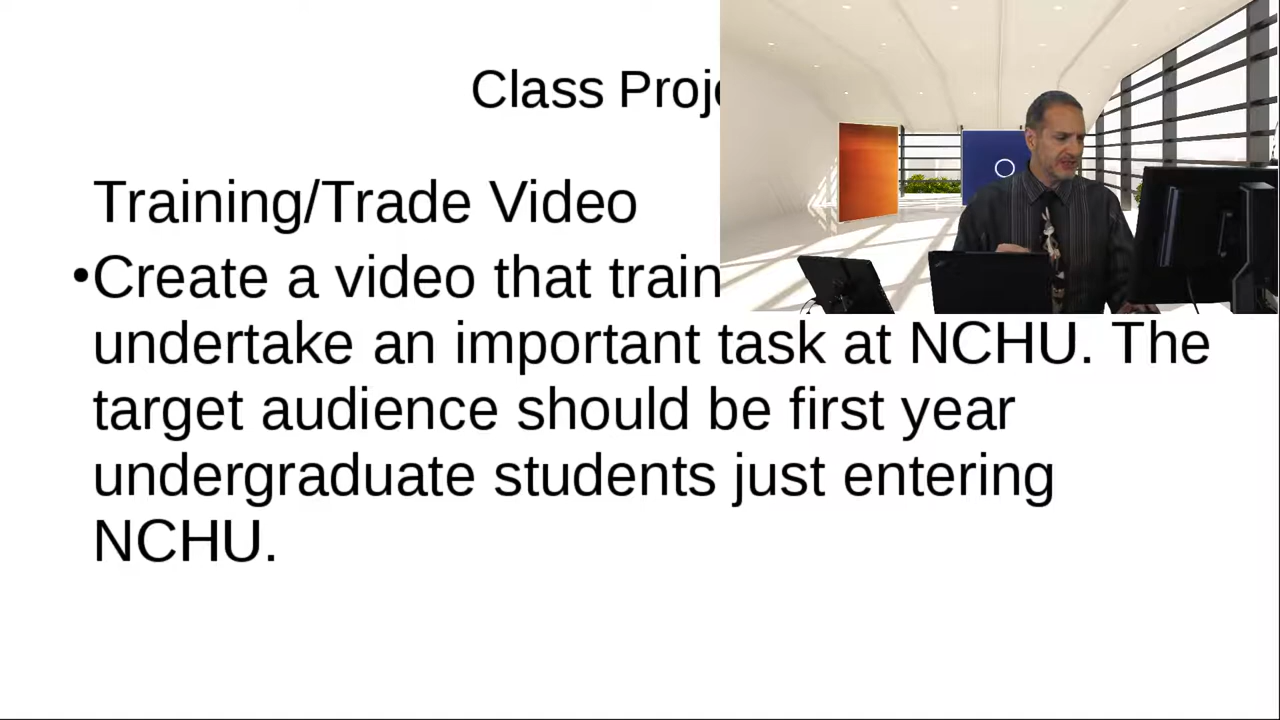 Class Proje
Training/Trade Video
•Create a video that train
undertake an important task at NCHU. The
target audience should be first year
undergraduate students just entering
NCHU.